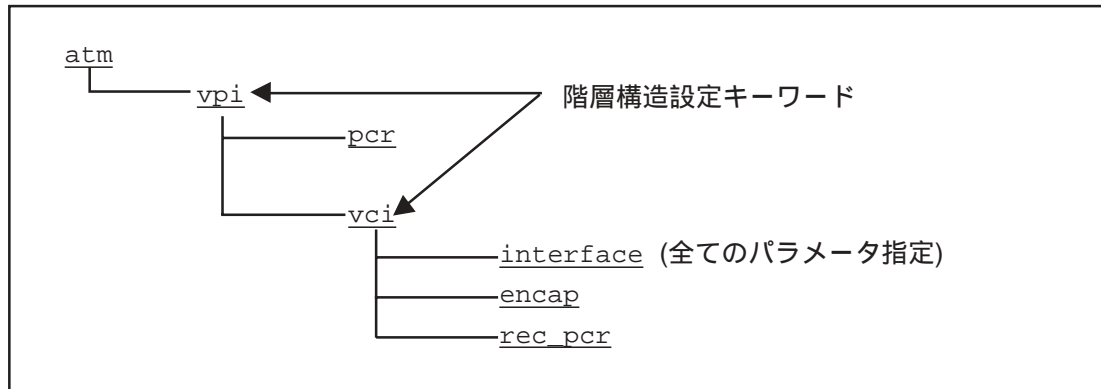 atm
vpi
階層構造設定キーワード
pcr
vci
interface (全てのパラメータ指定)
encap
rec_pcr